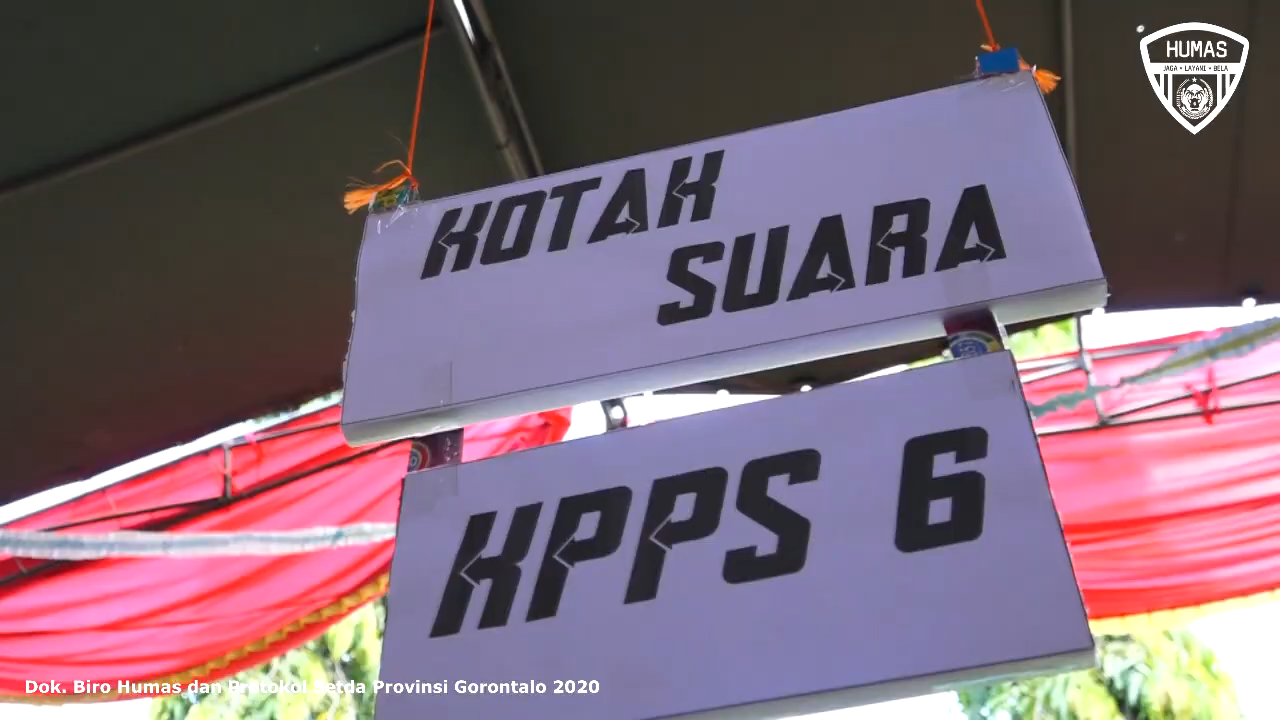 HUMAS
JAGA • LAYANI • BELA
KOTAK
SUARA
KPPS 6
Dok. Biro Humas dan Protokol Setda Provinsi Gorontalo 2020